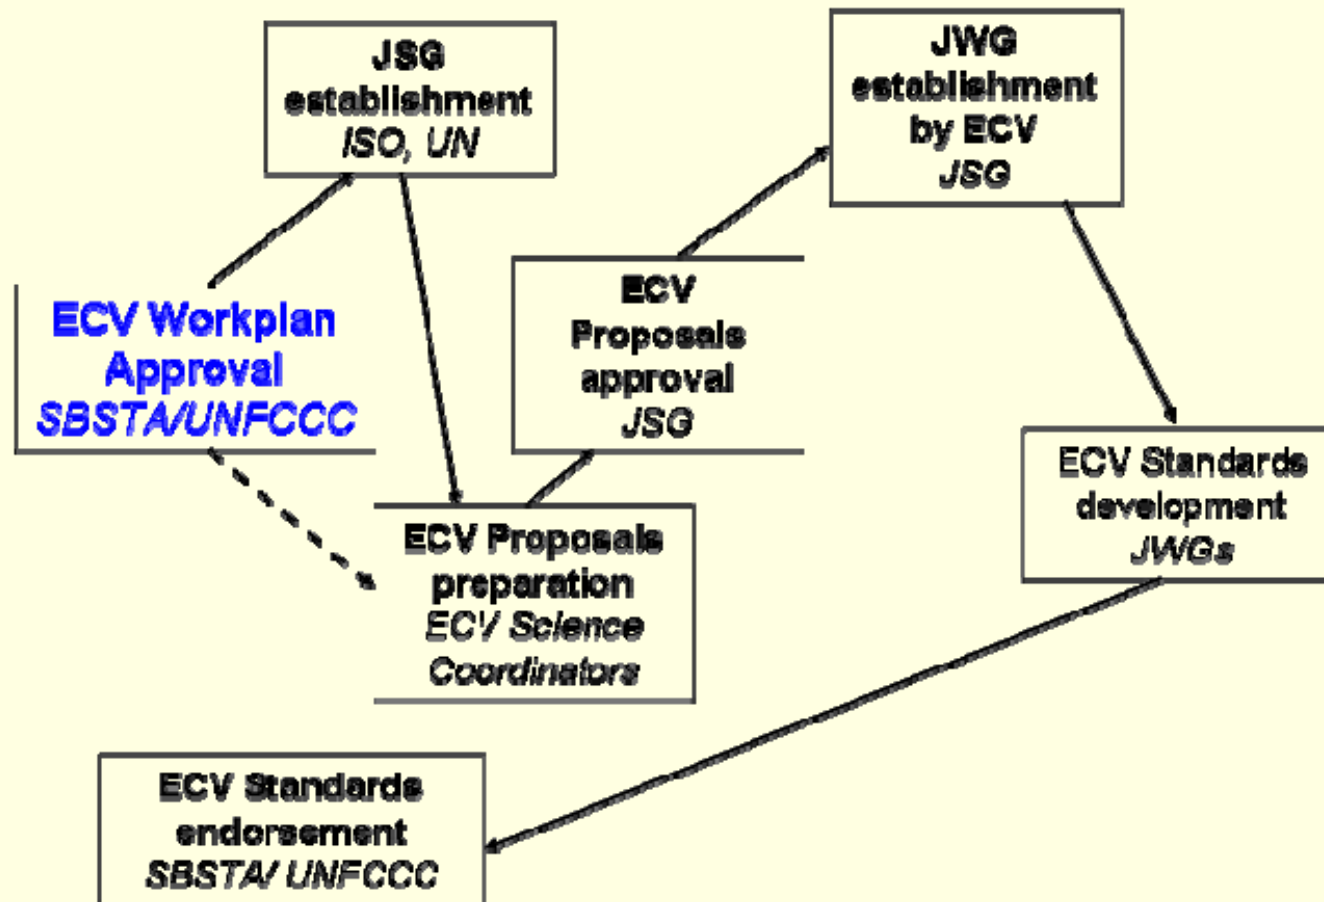 JSG
establishment
ISO, UN
JWG
establishment
by ECV
JSG
ECV Workplan
Approval
SBSTA/UNFCCC
ECV
Proposals
approval
JSG
ECV Standards
development
JWGs
ECV Proposals
preparation
ECV Science
Coordinators
ECV Standards
endorsement
SBSTA/ UNFCCC